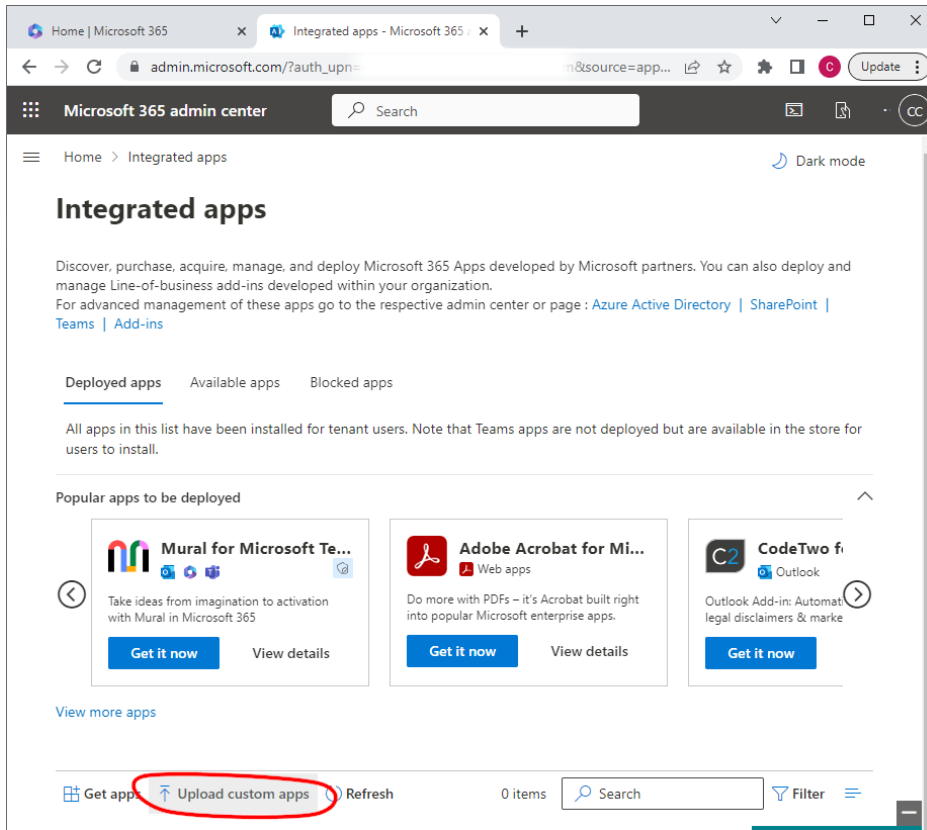 Home | Microsoft 365
Integrated apps - Microsoft 365
admin.microsoft.com/?auth_upn=
n&source=app...
C
Update
Microsoft 365 admin center
Search
CC
Home > Integrated apps
Dark mode
Integrated apps
Discover, purchase, acquire, manage, and deploy Microsoft 365 Apps developed by Microsoft partners. You can also deploy and
manage Line-of-business add-ins developed within your organization.
For advanced management of these apps go to the respective admin center or page : Azure Active Directory | SharePoint |
Teams | Add-ins
Deployed apps Available apps Blocked apps
All apps in this list have been installed for tenant users. Note that Teams apps are not deployed but are available in the store for
users to install.
Popular apps to be deployed
Mural for Microsoft Te...
Take ideas from imagination to activation
with Mural in Microsoft 365
Get it now View details
Adobe Acrobat for Mi...
Web apps
Do more with PDFs – it's Acrobat built right
into popular Microsoft enterprise apps.
Get it now View details
C2
CodeTwo f
Outlook
Outlook Add-in: Automat
legal disclaimers & marke
Get it now
View more apps
Get apps Upload custom apps Refresh 0 items Search Filter